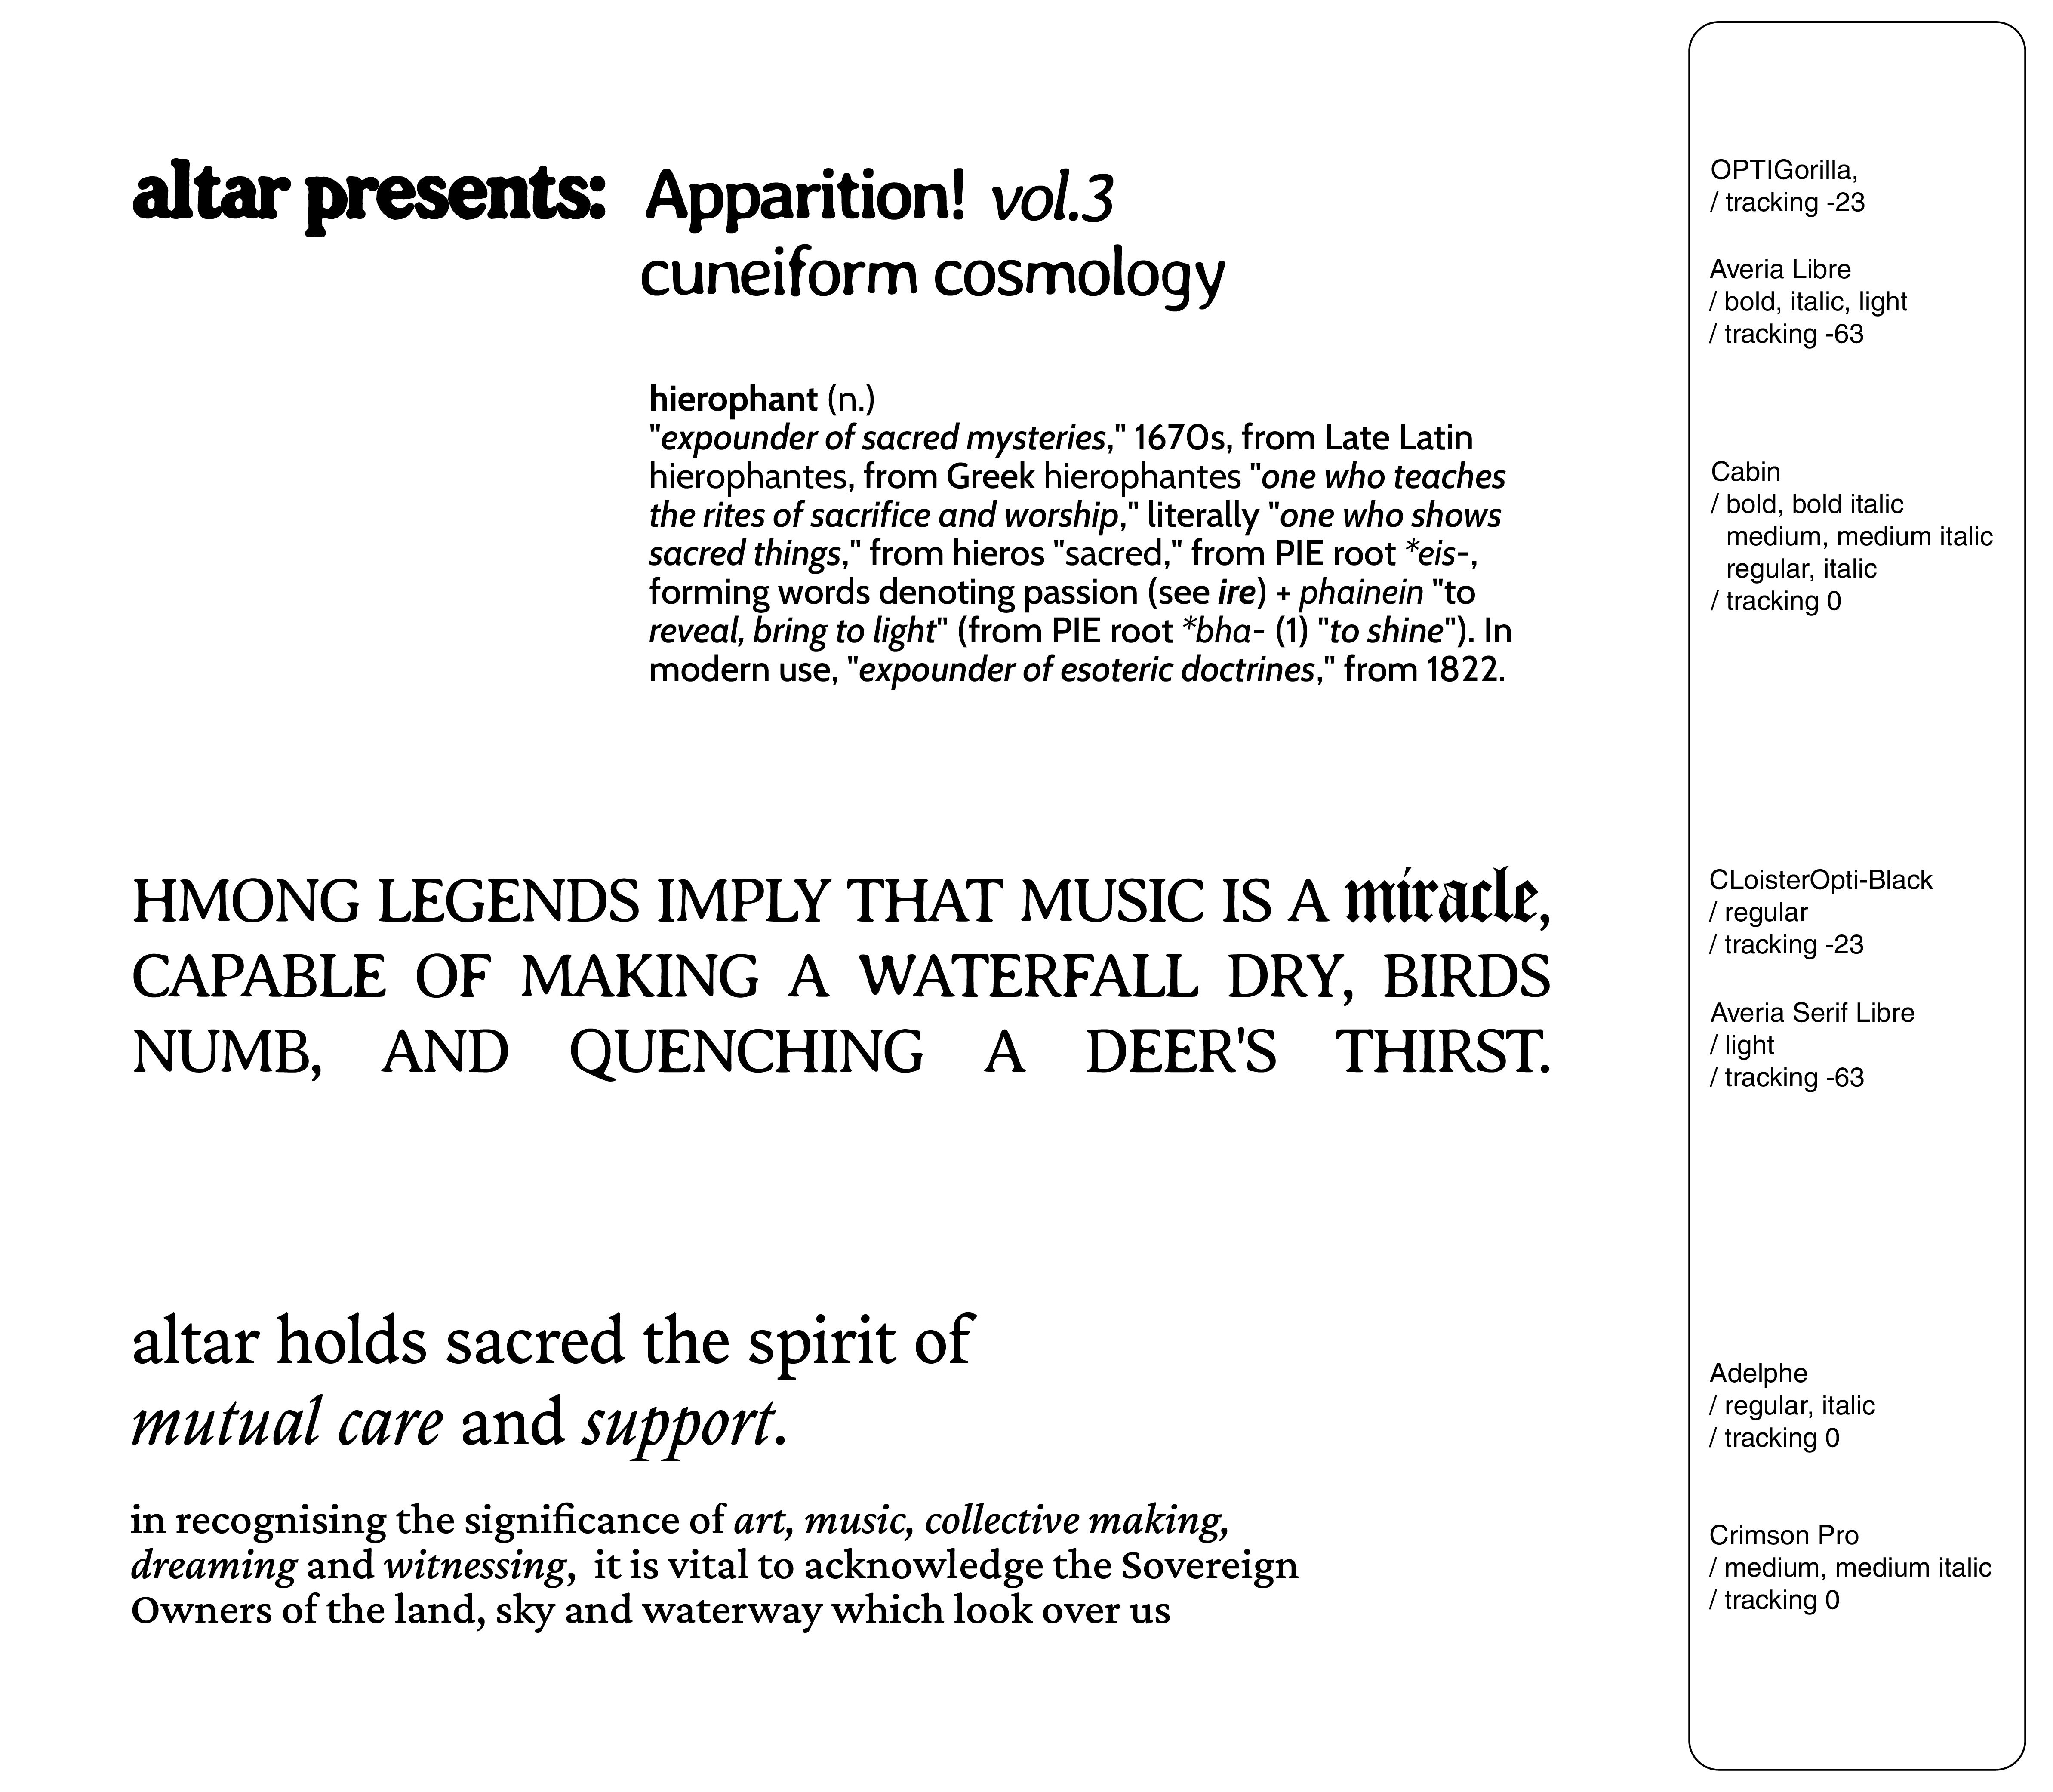 altar presents: Apparition! vol.3
cuneiform cosmology
hierophant (n.)
"expounder of sacred mysteries," 1670s, from Late Latin
hierophantes, from Greek hierophantes "one who teaches
the rites of sacrifice and worship," literally "one who shows
sacred things," from hieros "sacred," from PIE root *eis-,
forming words denoting passion (see ire) + phainein "to
reveal, bring to light" (from PIE root *bha- (1) "to shine"). In
modern use, "expounder of esoteric doctrines," from 1822.
HMONG LEGENDS IMPLY THAT MUSIC IS A miracle,
CAPABLE OF MAKING A WATERFALL DRY, BIRDS
NUMB, AND QUENCHING A DEER'S THIRST.
altar holds sacred the spirit of
mutual care and support.
in recognising the significance of art, music, collective making,
dreaming and witnessing, it is vital to acknowledge the Sovereign
Owners of the land, sky and waterway which look over us
OPTIGorilla,
/ tracking -23
Averia Libre
/ bold, italic, light
/ tracking -63
Cabin
/ bold, bold italic
medium, medium italic
regular, italic
/ tracking 0
CLoisterOpti-Black
/ regular
/ tracking -23
Averia Serif Libre
/ light
/ tracking -63
Adelphe
/ regular, italic
/ tracking 0
Crimson Pro
/ medium, medium italic
/ tracking 0